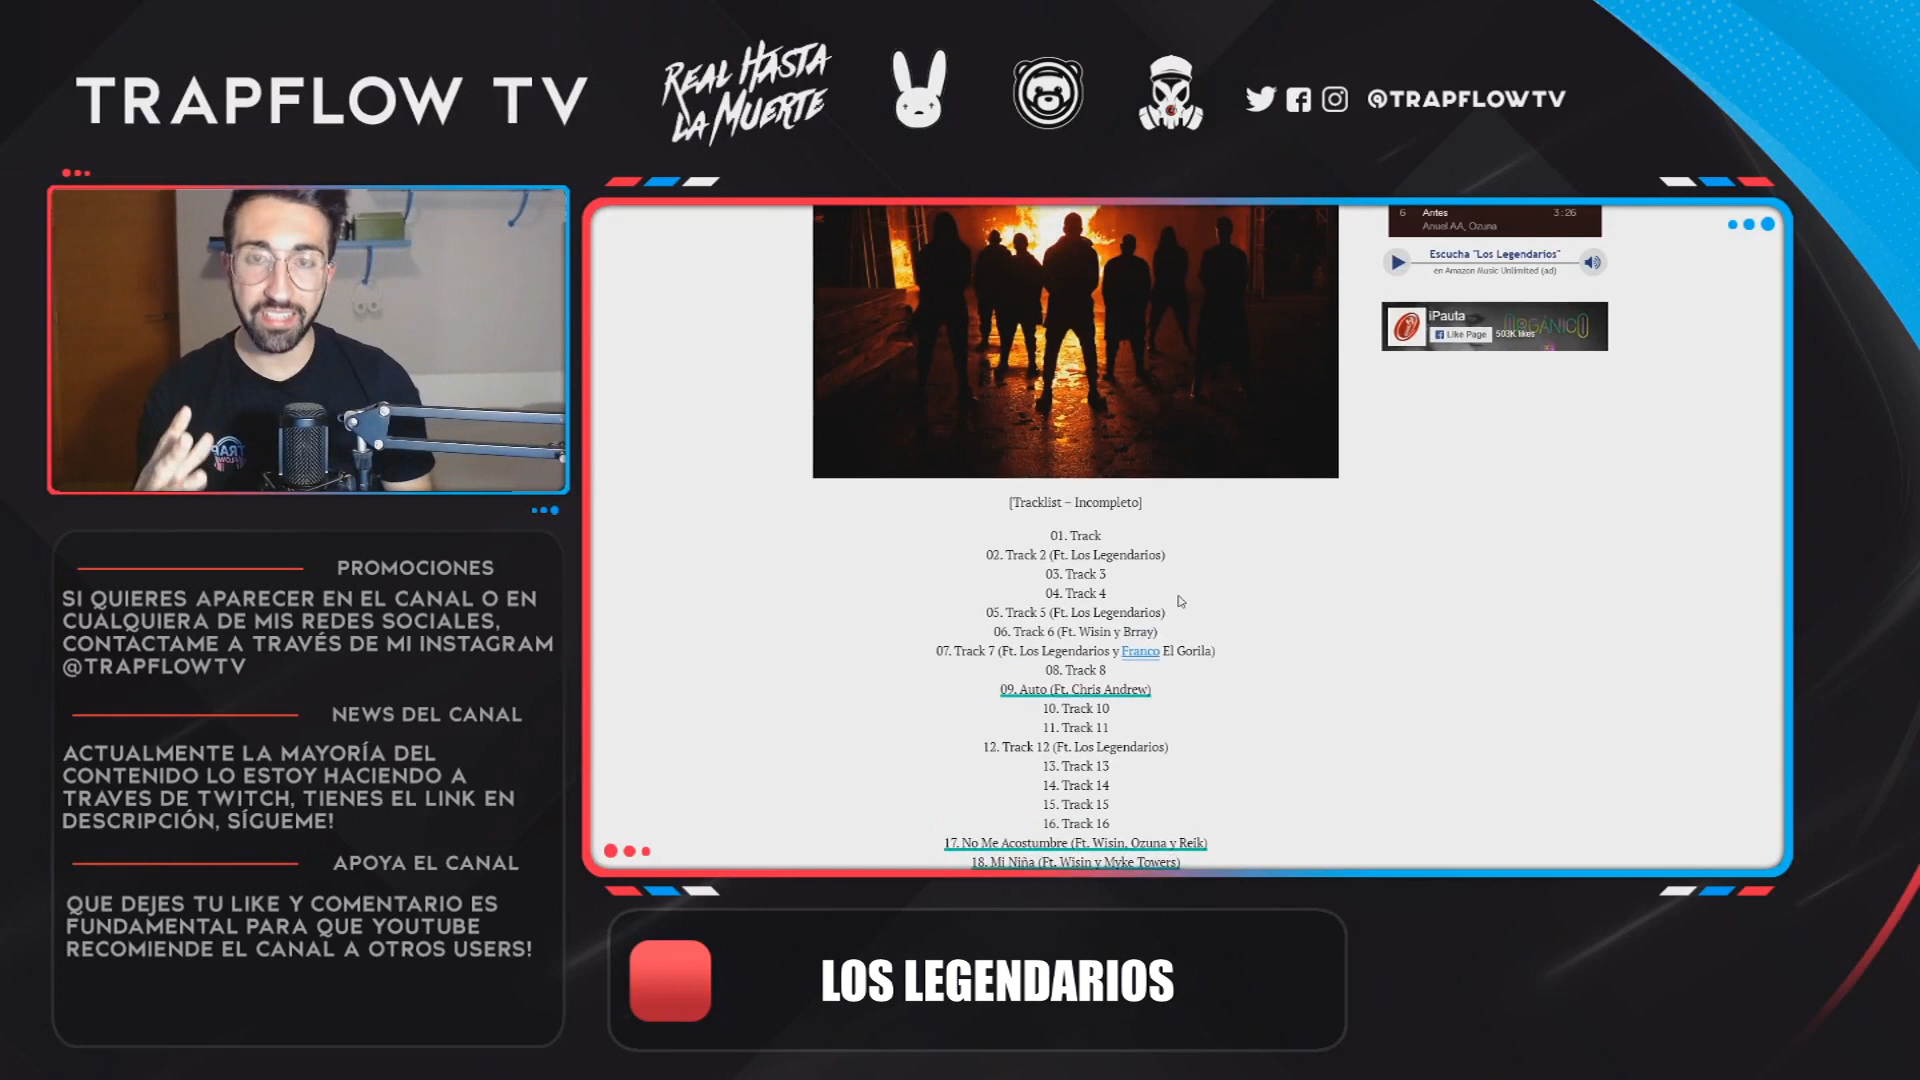 TRAPFLOW TV
REAL HASTA
LA MUERTE
@TRAPFLOWTV
6 Antes 3:26
Anuel AA, Ozuna
Escucha "Los Legendarios"
en Amazon Music Unlimited (ad)
iPauta
Like Page 503K likes
ORGÁNICO
[Tracklist – Incompleto]
01. Track
02. Track 2 (Ft. Los Legendarios)
03. Track 3
04. Track 4
05. Track 5 (Ft. Los Legendarios)
06. Track 6 (Ft. Wisin y Brray)
07. Track 7 (Ft. Los Legendarios y Franco El Gorila)
08. Track 8
09. Auto (Ft. Chris Andrew)
10. Track 10
11. Track 11
12. Track 12 (Ft. Los Legendarios)
13. Track 13
14. Track 14
15. Track 15
16. Track 16
17. No Me Acostumbre (Ft. Wisin, Ozuna y Reik)
18. Mi Niña (Ft. Wisin y Myke Towers)
PROMOCIONES
SI QUIERES APARECER EN EL CANAL O EN
CUALQUIERA DE MIS REDES SOCIALES,
CONTACTAME A TRAVÉS DE MI INSTAGRAM
@TRAPFLOWTV
NEWS DEL CANAL
ACTUALMENTE LA MAYORÍA DEL
CONTENIDO LO ESTOY HACIENDO A
TRAVES DE TWITCH, TIENES EL LINK EN
DESCRIPCIÓN, SÍGUEME!
APOYA EL CANAL
QUE DEJES TU LIKE Y COMENTARIO ES
FUNDAMENTAL PARA QUE YOUTUBE
RECOMIENDE EL CANAL A OTROS USERS!
LOS LEGENDARIOS